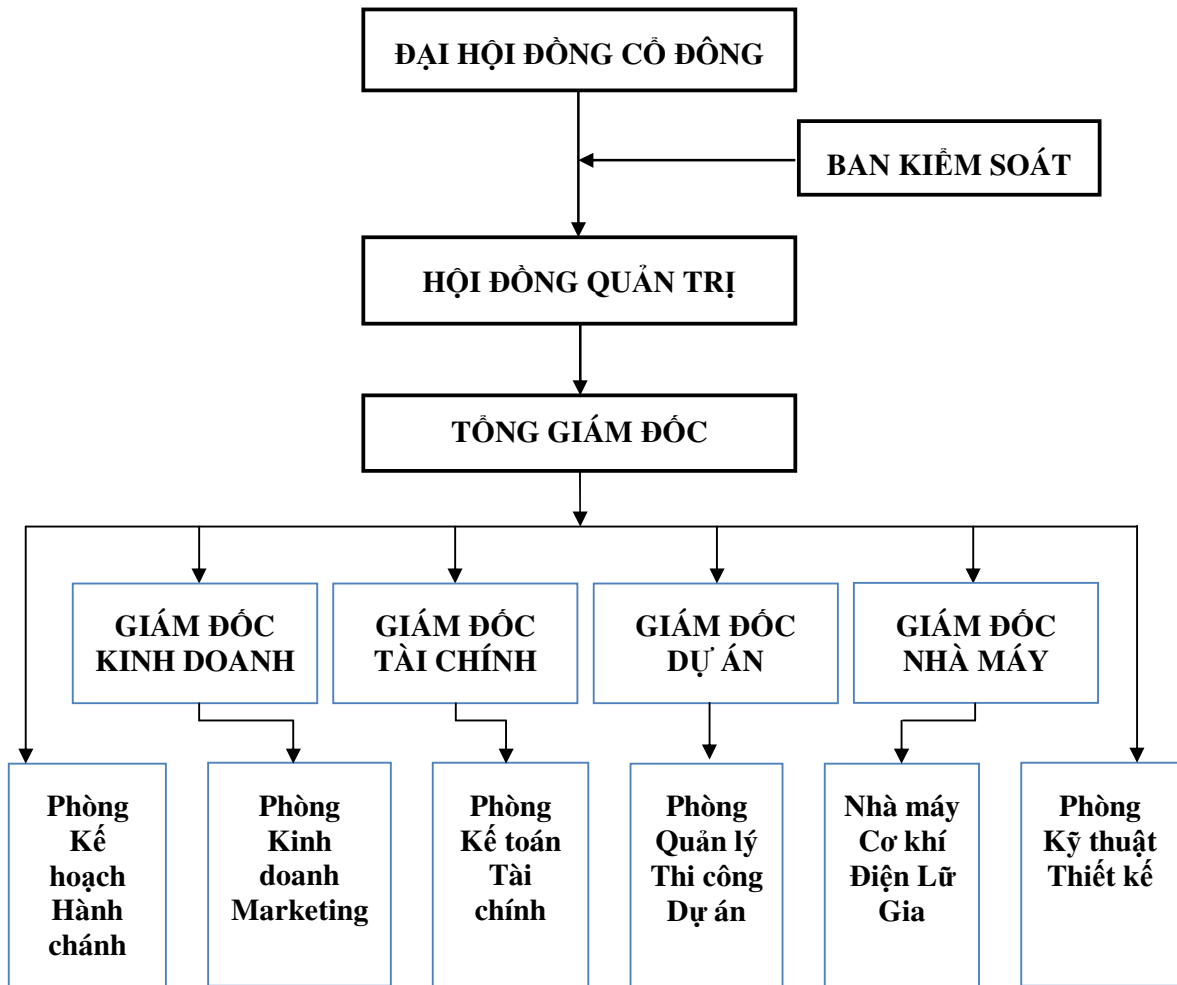 ĐẠI HỘI ĐỒNG CỔ ĐÔNG
BAN KIỂM SOÁT
HỘI ĐỒNG QUẢN TRỊ
TỔNG GIÁM ĐỐC
GIÁM ĐỐC
KINH DOANH
GIÁM ĐỐC
TÀI CHÍNH
GIÁM ĐỐC
DỰ ÁN
GIÁM ĐỐC
NHÀ MÁY
Phòng
Kế
hoạch
Hành
chánh
Phòng
Kinh
doanh
Marketing
Phòng
Kế toán
Tài
chính
Phòng
Quản lý
Thi công
Dự án
Nhà máy
Cơ khí
Điện Lữ
Gia
Phòng
Kỹ thuật
Thiết kế